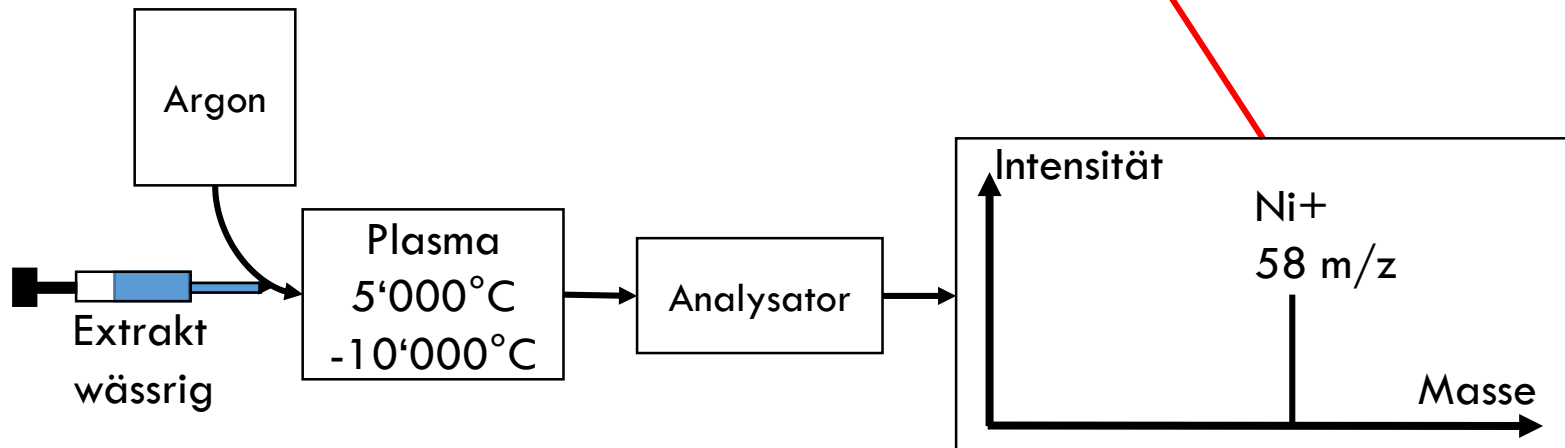 Argon
Extrakt
wässrig
Plasma
5‘000°C
-10‘000°C
Analysator
Intensität
Ni+
58 m/z
Masse